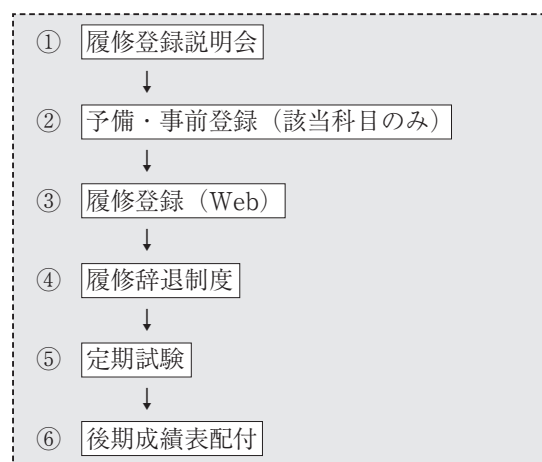 ① 履修登録説明会
↓
② 予備・事前登録（該当科目のみ）
↓
③ 履修登録（Web）
↓
④ 履修辞退制度
↓
⑤ 定期試験
↓
⑥ 後期成績表配付